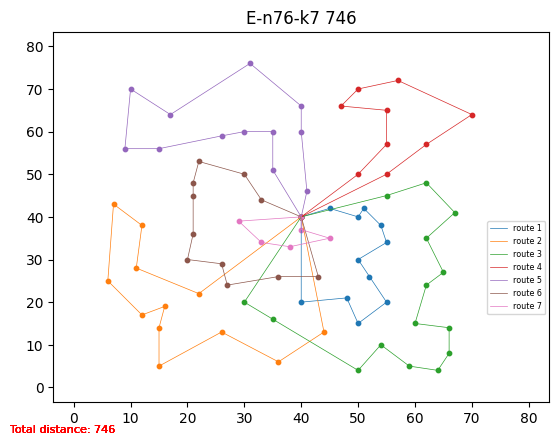 E-n76-k7 746
80
70
60
50
40
30
20
10
0
route 1
route 2
route 3
route 4
route 5
route 6
route 7
0 10 20 30 40 50 60 70 80
Total distance: 746